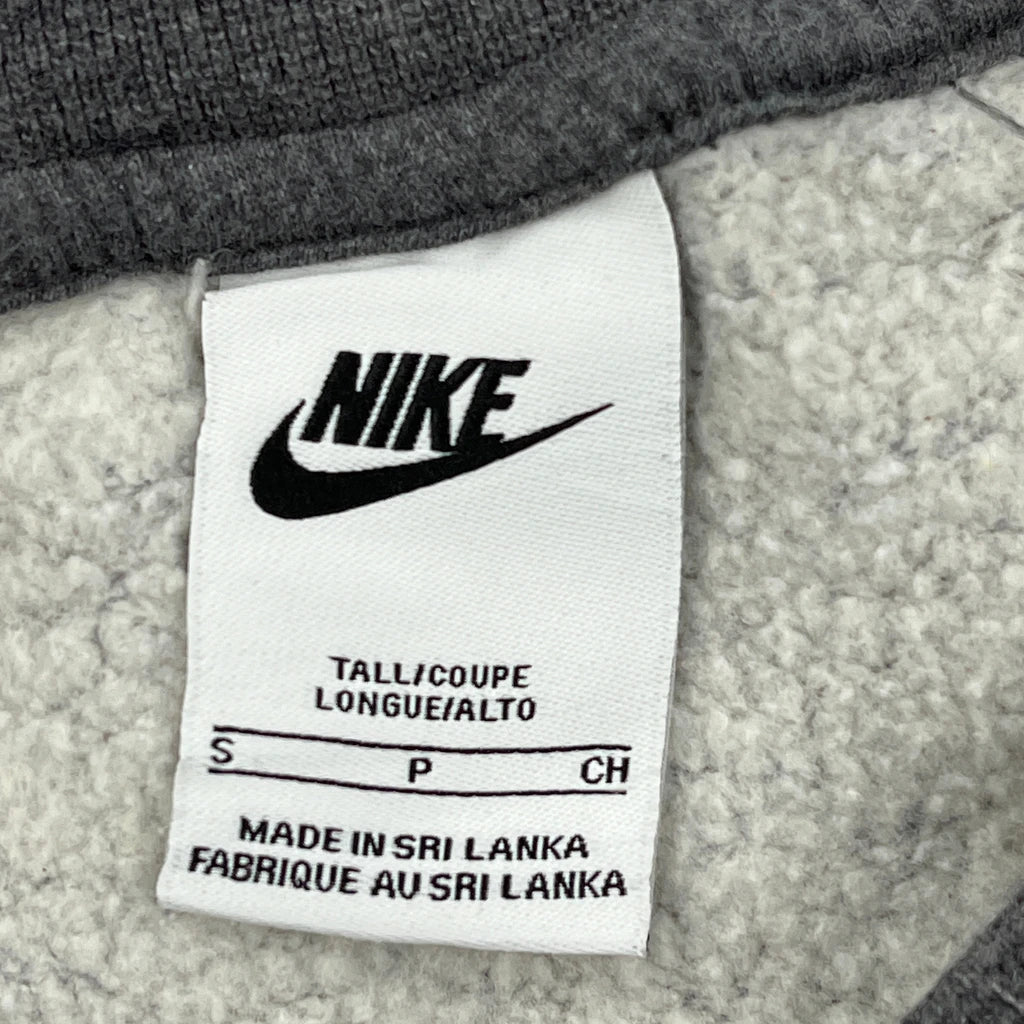 NIKE
TALL/COUPE
LONGUE/ALTO
S P CH
MADE IN SRI LANKA
FABRIQUE AU SRI LANKA